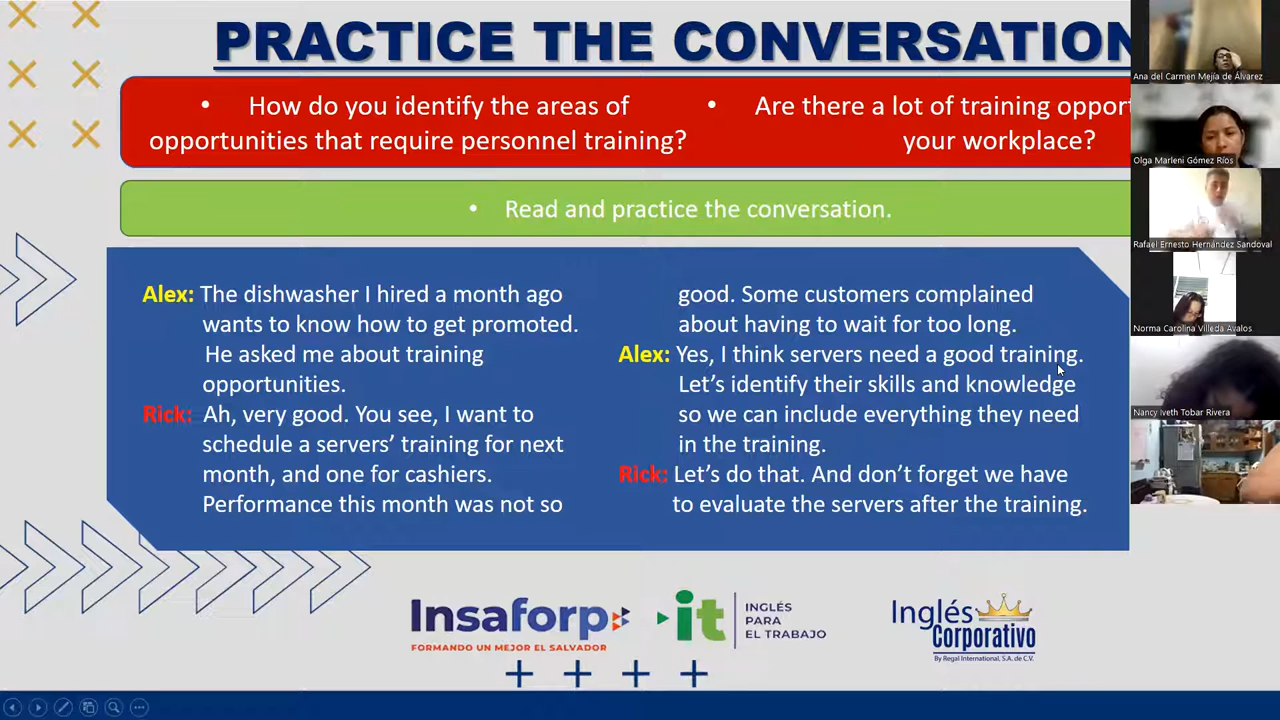 PRACTICE THE CONVERSATION
• How do you identify the areas of
opportunities that require personnel training?
• Are there a lot of training opport
your workplace?
• Read and practice the conversation.
Alex: The dishwasher I hired a month ago
wants to know how to get promoted.
He asked me about training
opportunities.
Rick: Ah, very good. You see, I want to
schedule a servers’ training for next
month, and one for cashiers.
Performance this month was not so
good. Some customers complained
about having to wait for too long.
Alex: Yes, I think servers need a good training.
Let’s identify their skills and knowledge
so we can include everything they need
in the training.
Rick: Let’s do that. And don’t forget we have
to evaluate the servers after the training.
Insaforp
FORMANDO UN MEJOR EL SALVADOR
it
INGLÉS
PARA
EL TRABAJO
Inglés
Corporativo
By Regal International, S.A. de C.V.
Ana del Carmen Mejía de Álvarez
Olga Marleni Gómez Ríos
Rafael Ernesto Hernández Sandoval
Norma Carolina Villeda Avalos
Nancy Iveth Tobar Rivera